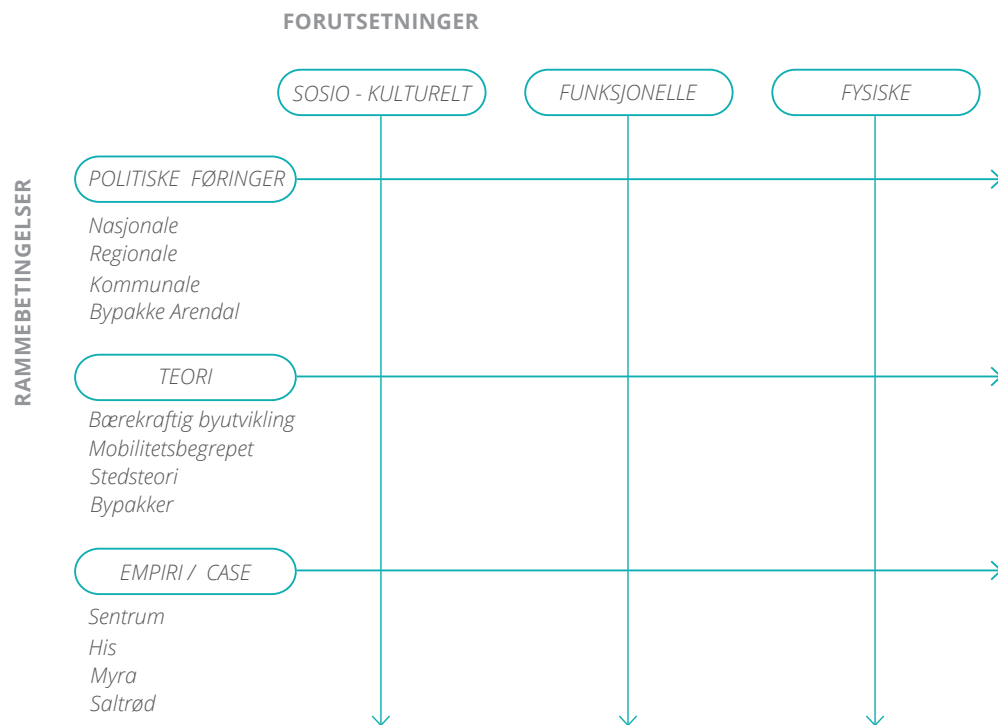 FORUTSETNINGER
SOSIO - KULTURELT
FUNKSJONELLE
FYSISKE
RAMMEBETINGELSER
POLITISKE FØRINGER
Nasjonale
Regionale
Kommunale
Bypakke Arendal
TEORI
Bærekraftig byutvikling
Mobilitetsbegrepet
Stedsteori
Bypakker
EMPIRI / CASE
Sentrum
His
Myra
Saltrød